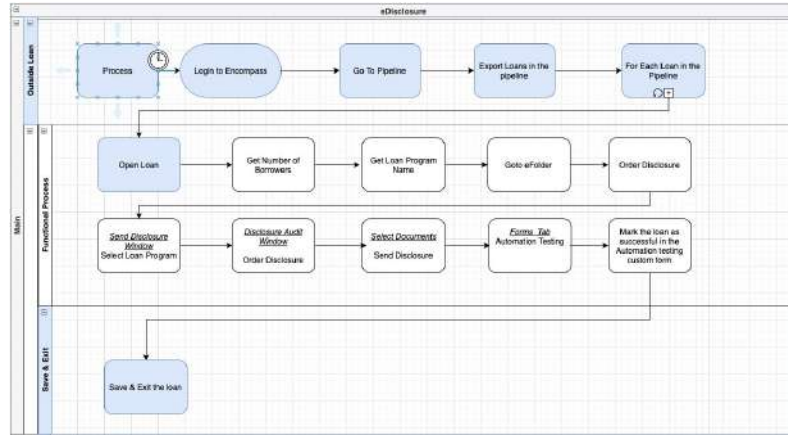 eDisclosure
Main
Outside Loan
Process
Login to Encompass
Go To Pipeline
Export Loans in the
pipeline
For Each Loan in the
Pipeline
Functional Process
Open Loan
Get Number of
Borrowers
Get Loan Program
Name
Goto eFolder
Order Disclosure
Send Disclosure
Window
Select Loan Program
Disclosure Audit
Window
Order Disclosure
Select Documents
Send Disclosure
Forms Tab
Automation Testing
Mark the loan as
successful in the
Automation testing
custom form
Save & Exit
Save & Exit the loan